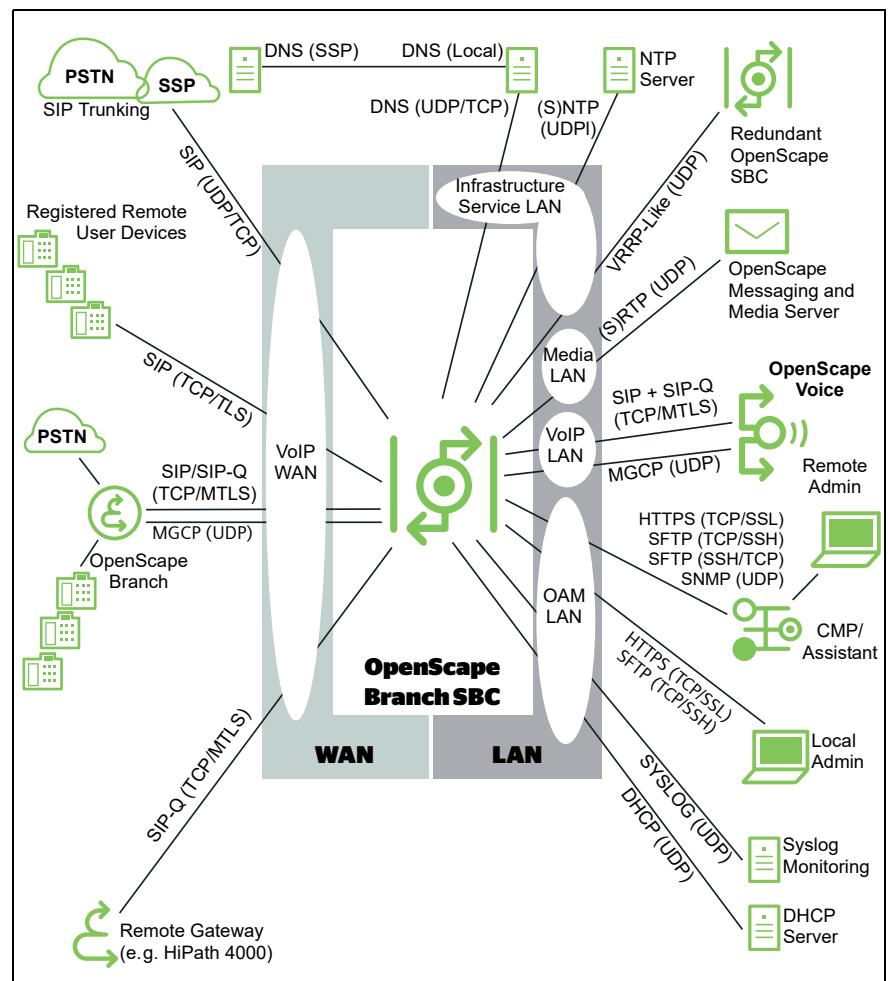 DNS (SSP)
DNS (Local)
NTP
Server
PSTN
SSP
SIP Trunking
DNS (UDP/TCP)
(S)NTP
(UDPI)
Redundant
OpenScape
SBC
SIP (UDP/TCP)
Infrastructure
Service LAN
VRRP-Like (UDP)
Registered Remote
User Devices
OpenScape
Messaging and
Media Server
(S)RTP (UDP)
SIP (TCP/TLS)
Media
LAN
OpenScape
Voice
SIP + SIP-Q
(TCP/MTLS)
PSTN
VoIP
WAN
VoIP
LAN
MGCP (UDP)
Remote
Admin
SIP/SIP-Q
(TCP/MTLS)
MGCP (UDP)
OpenScape
Branch
HTTPS (TCP/SSL)
SFTP (TCP/SSH)
SFTP (SSH/TCP)
SNMP (UDP)
OAM
LAN
CMP/
Assistant
HTTPS (TCP/SSL)
SFTP (TCP/SSH)
OpenScape
Branch SBC
WAN
LAN
Local
Admin
SIP-Q (TCP/MTLS)
SYSLOG (UDP)
DHCP (UDP)
Syslog
Monitoring
Remote Gateway
(e.g. HiPath 4000)
DHCP
Server